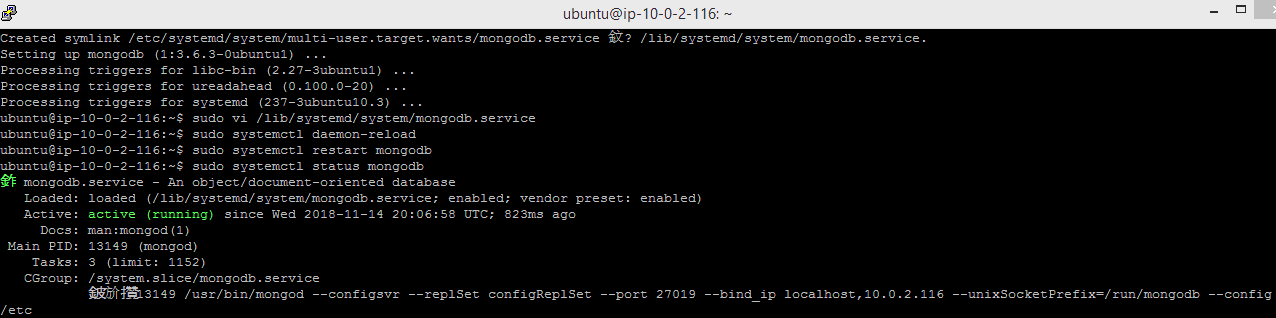 ubuntu@ip-10-0-2-116: ~
Created symlink /etc/systemd/system/multi-user.target.wants/mongodb.service 鈫? /lib/systemd/system/mongodb.service.
Setting up mongodb (1:3.6.3-0ubuntu1) ...
Processing triggers for libc-bin (2.27-3ubuntu1) ...
Processing triggers for ureadahead (0.100.0-20) ...
Processing triggers for systemd (237-3ubuntu10.3) ...
ubuntu@ip-10-0-2-116:~$ sudo vi /lib/systemd/system/mongodb.service
ubuntu@ip-10-0-2-116:~$ sudo systemctl daemon-reload
ubuntu@ip-10-0-2-116:~$ sudo systemctl restart mongodb
ubuntu@ip-10-0-2-116:~$ sudo systemctl status mongodb
鈼 mongodb.service - An object/document-oriented database
Loaded: loaded (/lib/systemd/system/mongodb.service; enabled; vendor preset: enabled)
Active: active (running) since Wed 2018-11-14 20:06:58 UTC; 823ms ago
Docs: man:mongod(1)
Main PID: 13149 (mongod)
Tasks: 3 (limit: 1152)
CGroup: /system.slice/mongodb.service
13149 /usr/bin/mongod --configsvr --replSet configReplSet --port 27019 --bind_ip localhost,10.0.2.116 --unixSocketPrefix=/run/mongodb --config
/etc